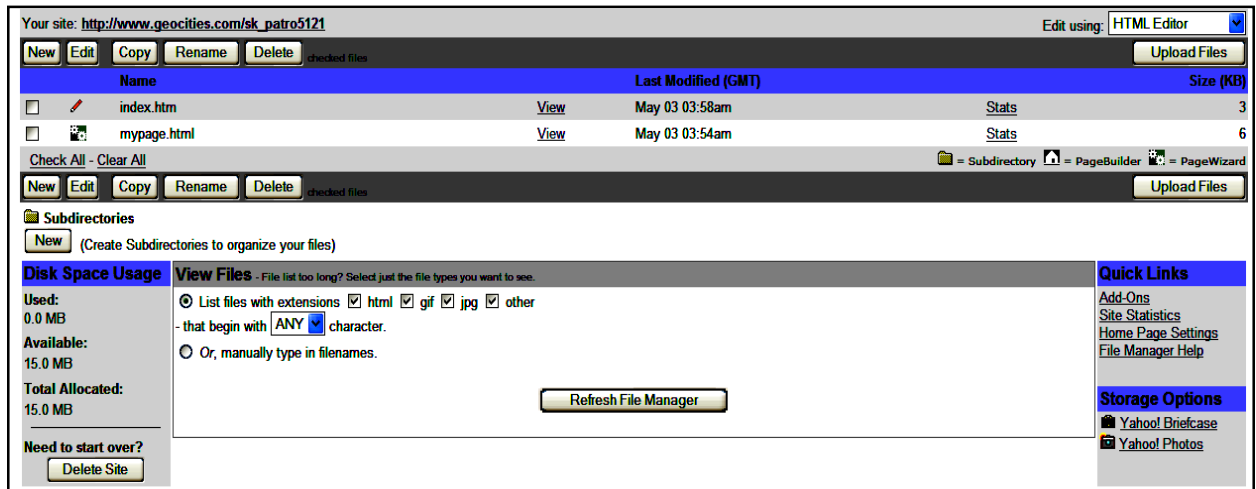 Your site: http://www.geocities.com/sk_patro5121 Edit using: HTML Editor
New Edit Copy Rename Delete checked files Upload Files
Name Last Modified (GMT) Size (KB)
index.htm View May 03 03:58am Stats 3
mypage.html View May 03 03:54am Stats 6
Check All - Clear All = Subdirectory = PageBuilder = PageWizard
New Edit Copy Rename Delete checked files Upload Files
Subdirectories
New (Create Subdirectories to organize your files)
Disk Space Usage
Used:
0.0 MB
Available:
15.0 MB
Total Allocated:
15.0 MB
Need to start over?
Delete Site
View Files - File list too long? Select just the file types you want to see.
List files with extensions html gif jpg other
- that begin with ANY character.
Or, manually type in filenames.
Refresh File Manager
Quick Links
Add-Ons
Site Statistics
Home Page Settings
File Manager Help
Storage Options
Yahoo! Briefcase
Yahoo! Photos